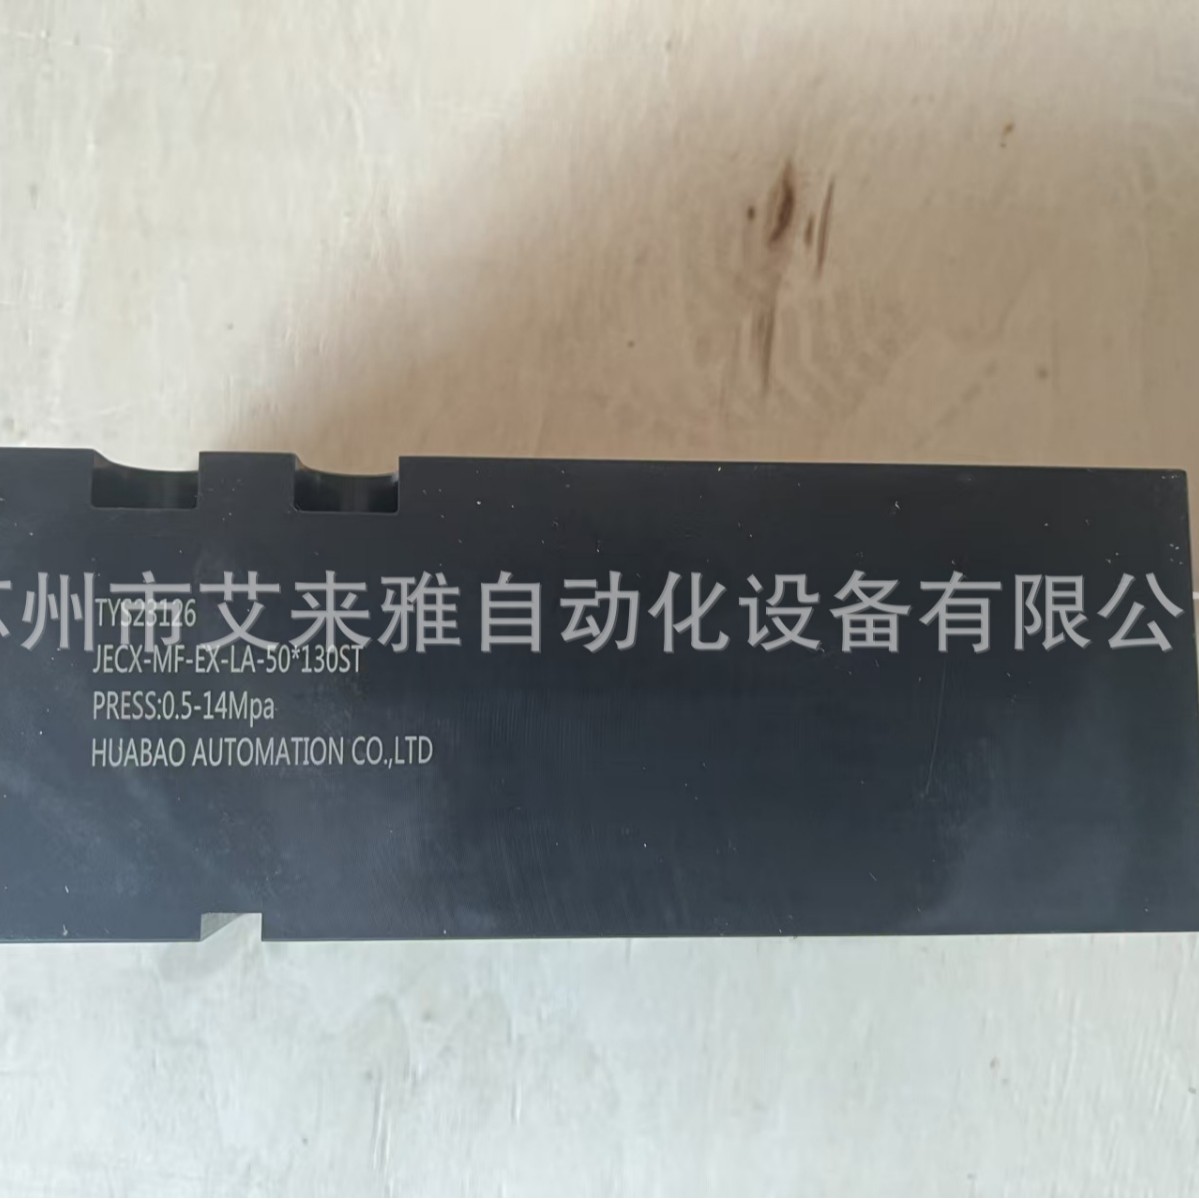 苏州市艾来雅自动化设备有限公
TYS23126
JECX-MF-EX-LA-50*130ST
PRESS:0.5-14Mpa
HUABAO AUTOMATION CO.,LTD